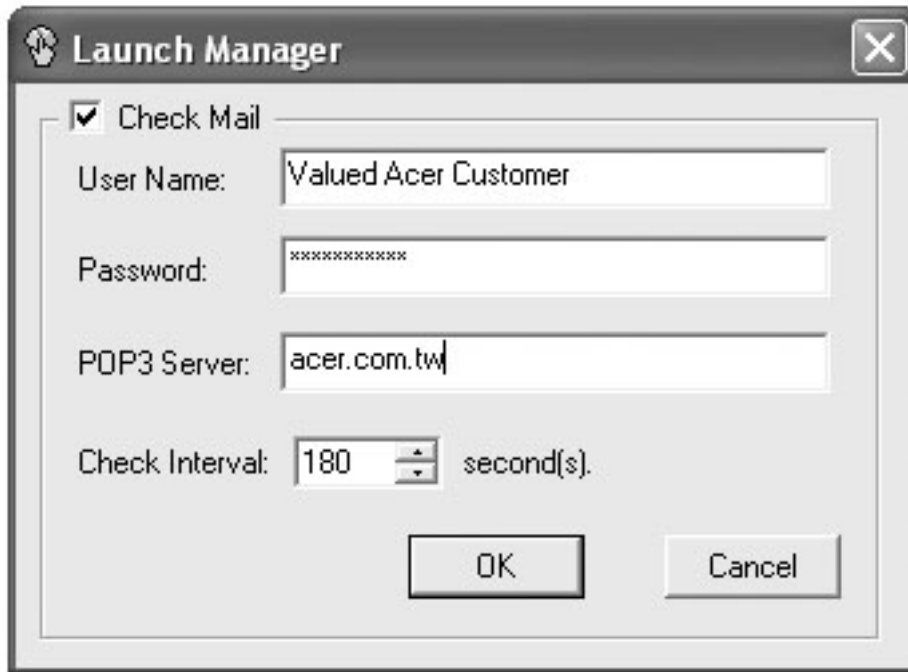 Launch Manager
Check Mail
User Name: Valued Acer Customer
Password: ***********
POP3 Server: acer.com.tw
Check Interval: 180 second(s).
OK Cancel